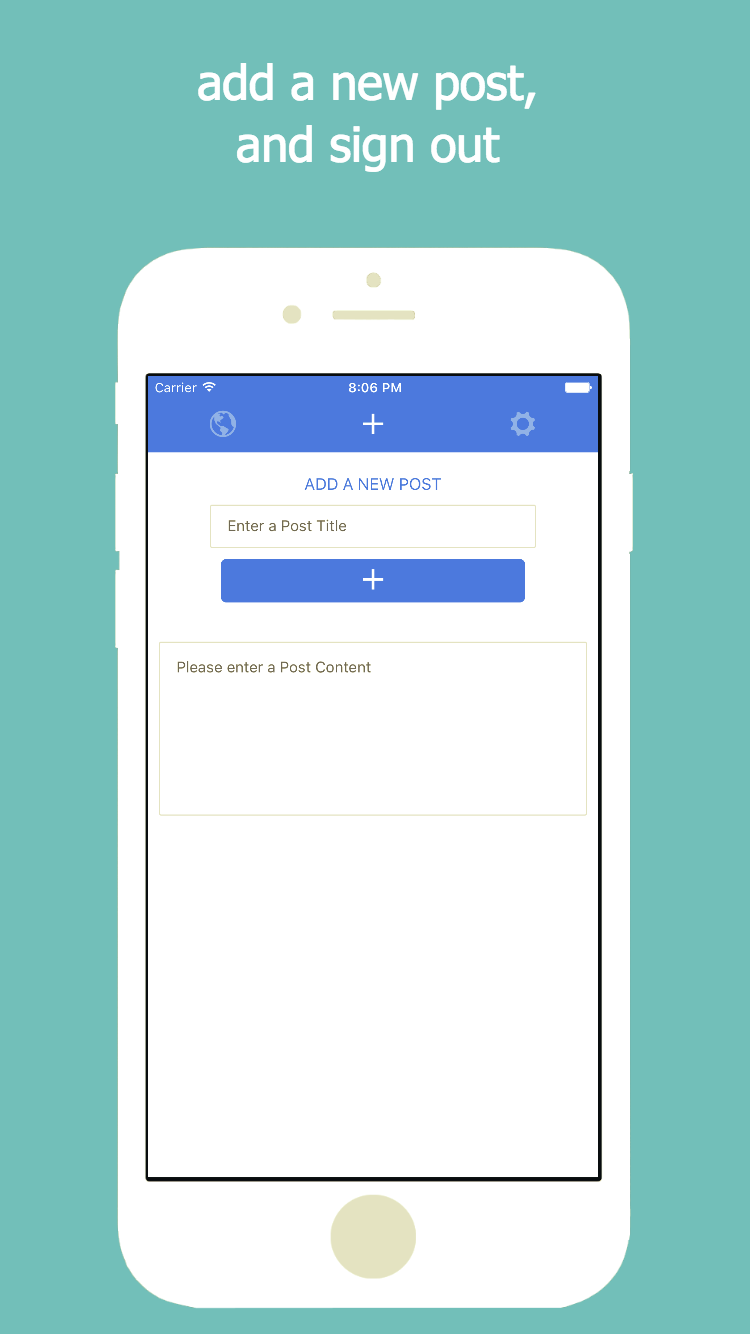 add a new post,
and sign out
Carrier 8:06 PM
ADD A NEW POST
Enter a Post Title
Please enter a Post Content